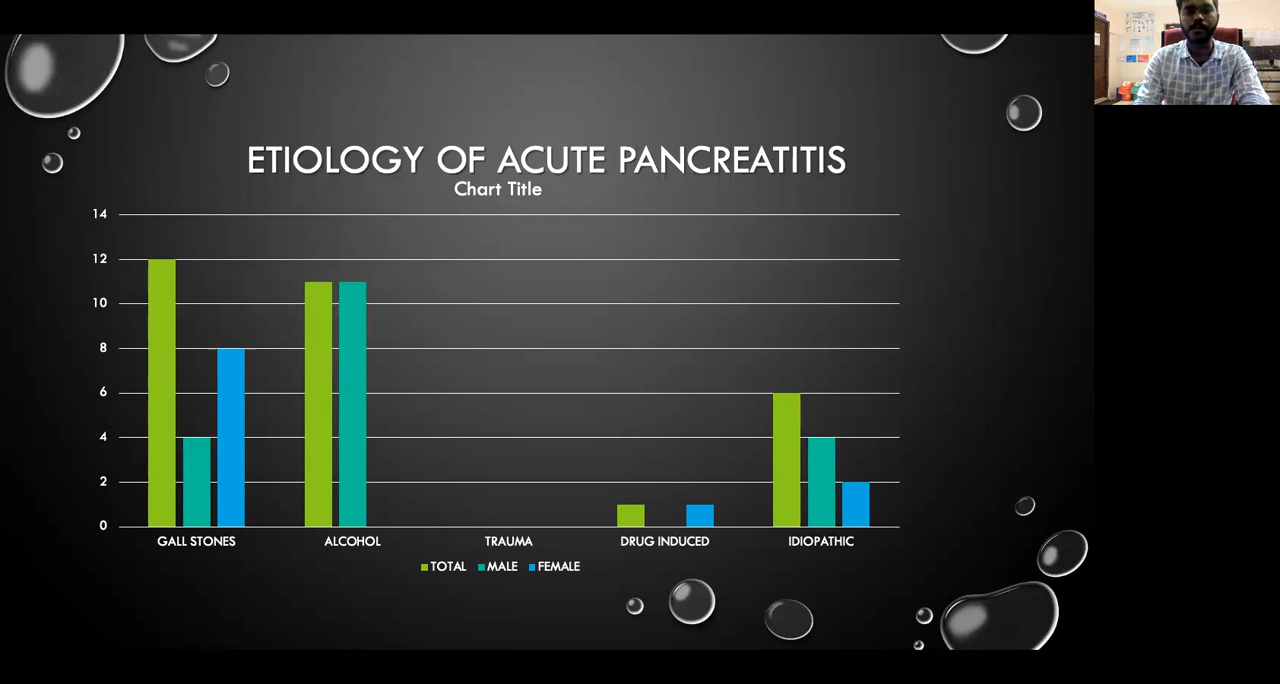 ETIOLOGY OF ACUTE PANCREATITIS
Chart Title
14
12
10
8
6
4
2
0
GALL STONES ALCOHOL TRAUMA DRUG INDUCED IDIOPATHIC
TOTAL MALE FEMALE